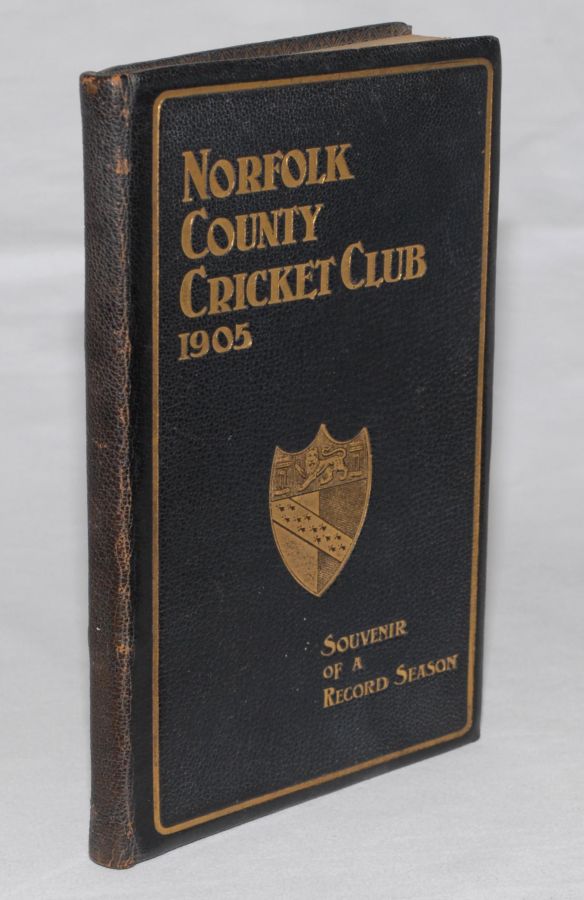 NORFOLK
COUNTY
CRICKET CLUB
1905
SOUVENIR
OF A
RECORD SEASON